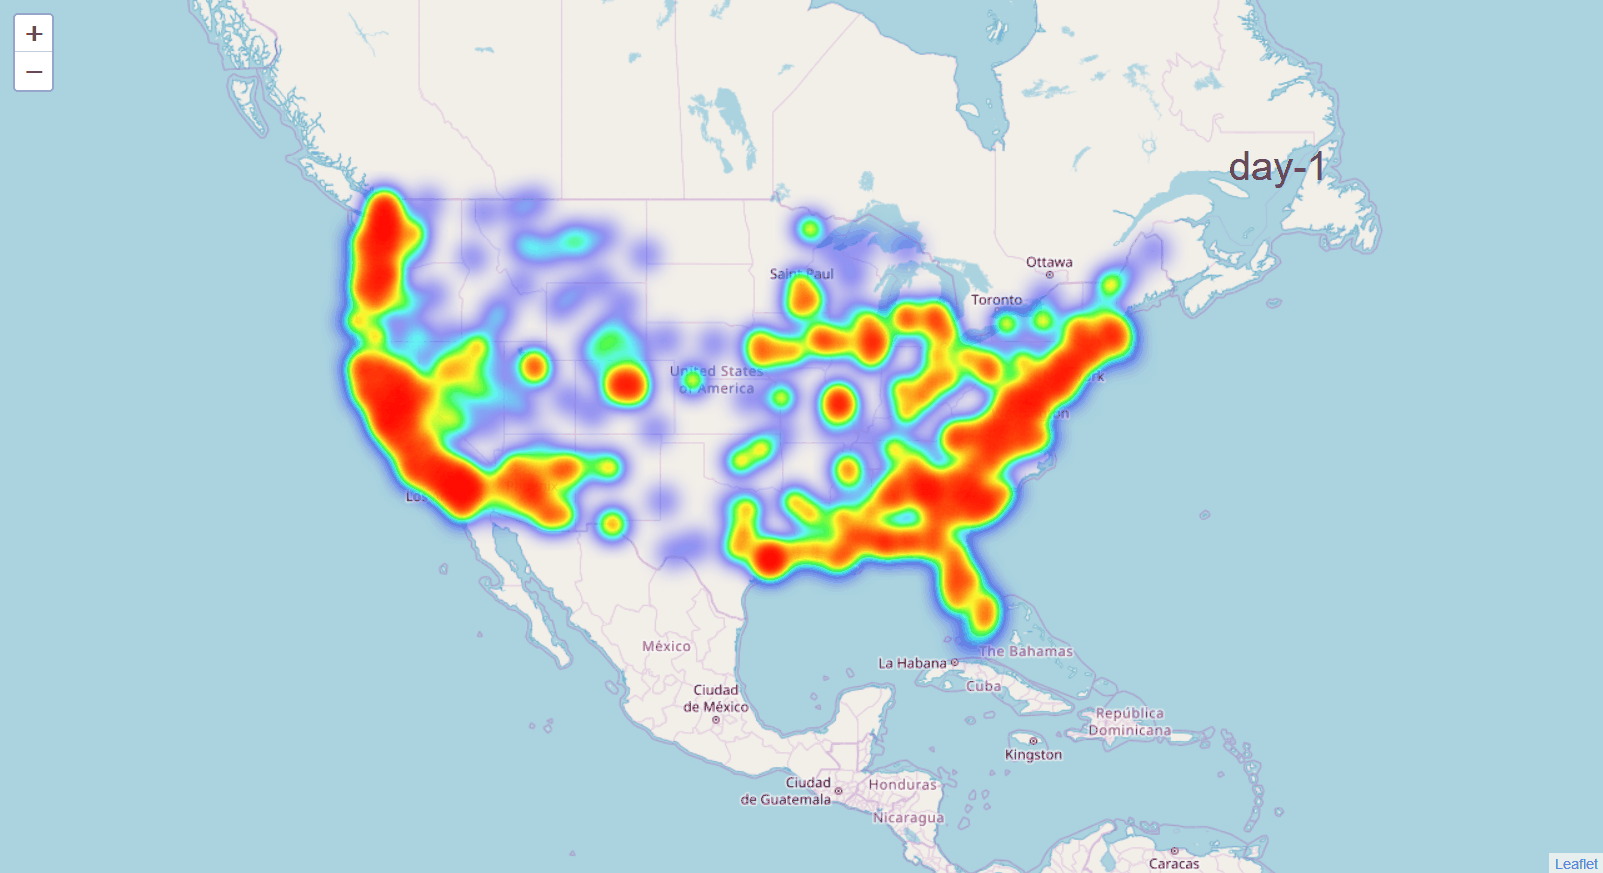 +
−
day-1
Ottawa
Saint Paul
Toronto
United States
of America
México
La Habana
The Bahamas
Cuba
Ciudad
de México
República
Dominicana
Kingston
Ciudad
de Guatemala
Honduras
Nicaragua
Caracas
Leaflet